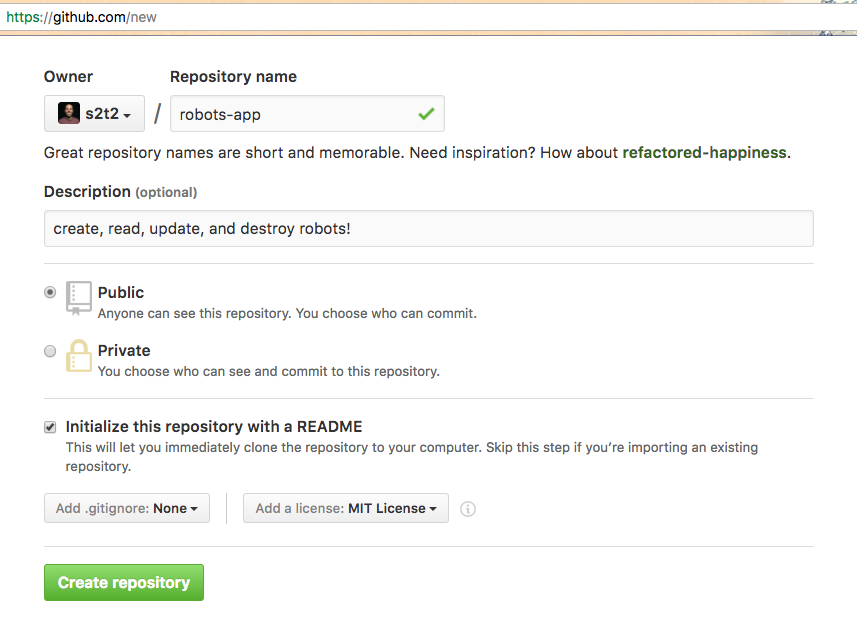 https://github.com/new
Owner Repository name
s2t2 / robots-app
Great repository names are short and memorable. Need inspiration? How about refactored-happiness.
Description (optional)
create, read, update, and destroy robots!
Public
Anyone can see this repository. You choose who can commit.
Private
You choose who can see and commit to this repository.
Initialize this repository with a README
This will let you immediately clone the repository to your computer. Skip this step if you’re importing an existing
repository.
Add .gitignore: None Add a license: MIT License
Create repository